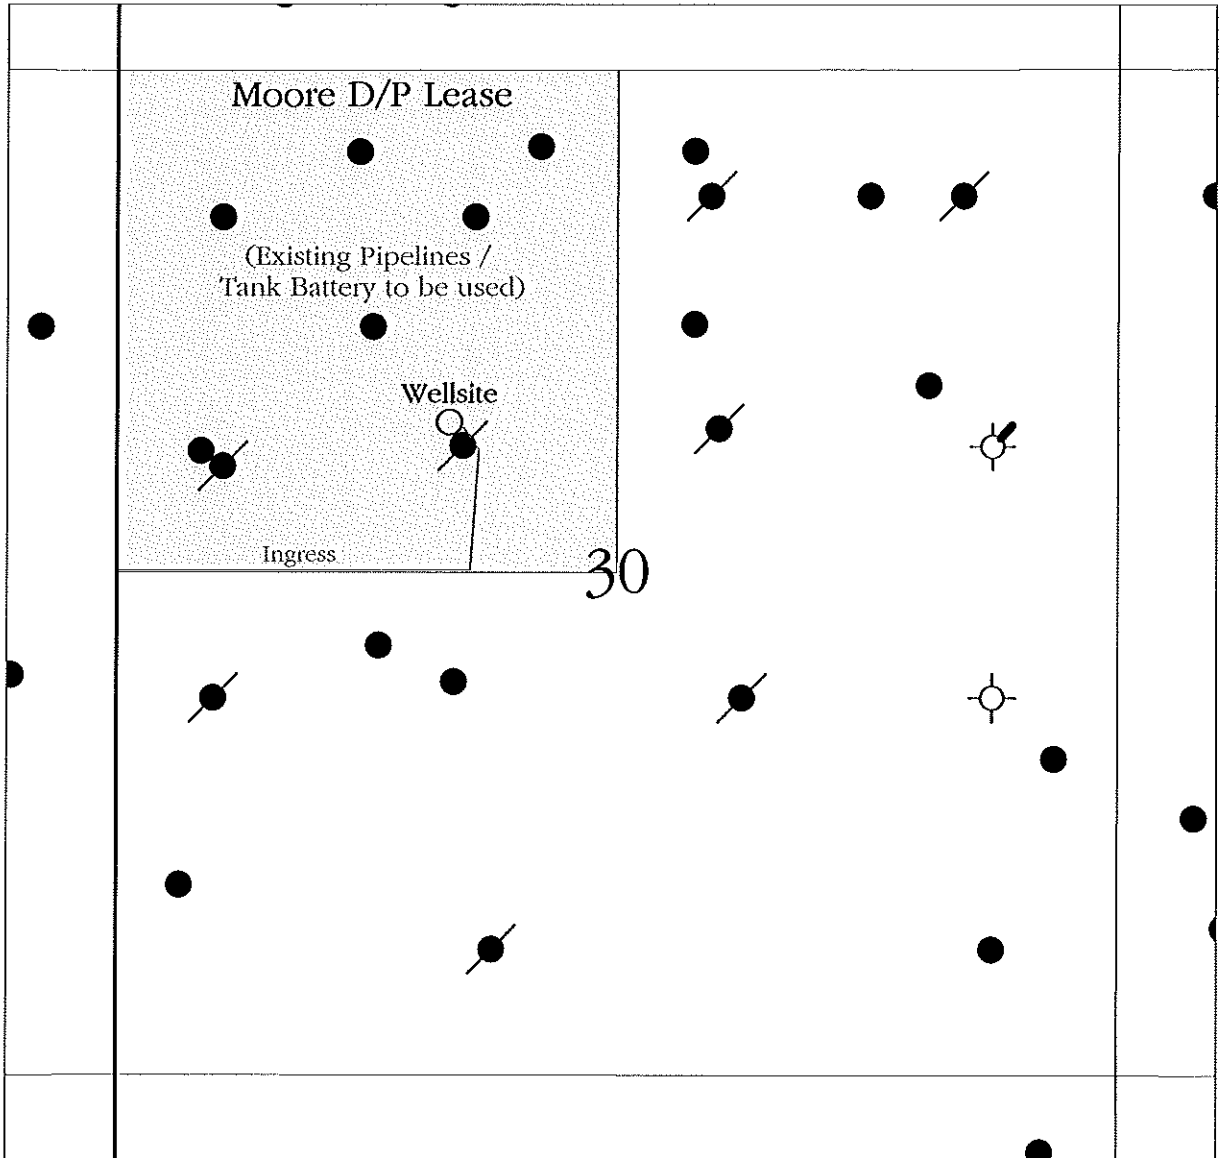 Moore D/P Lease
(Existing Pipelines /
Tank Battery to be used)
Wellsite
Ingress
30